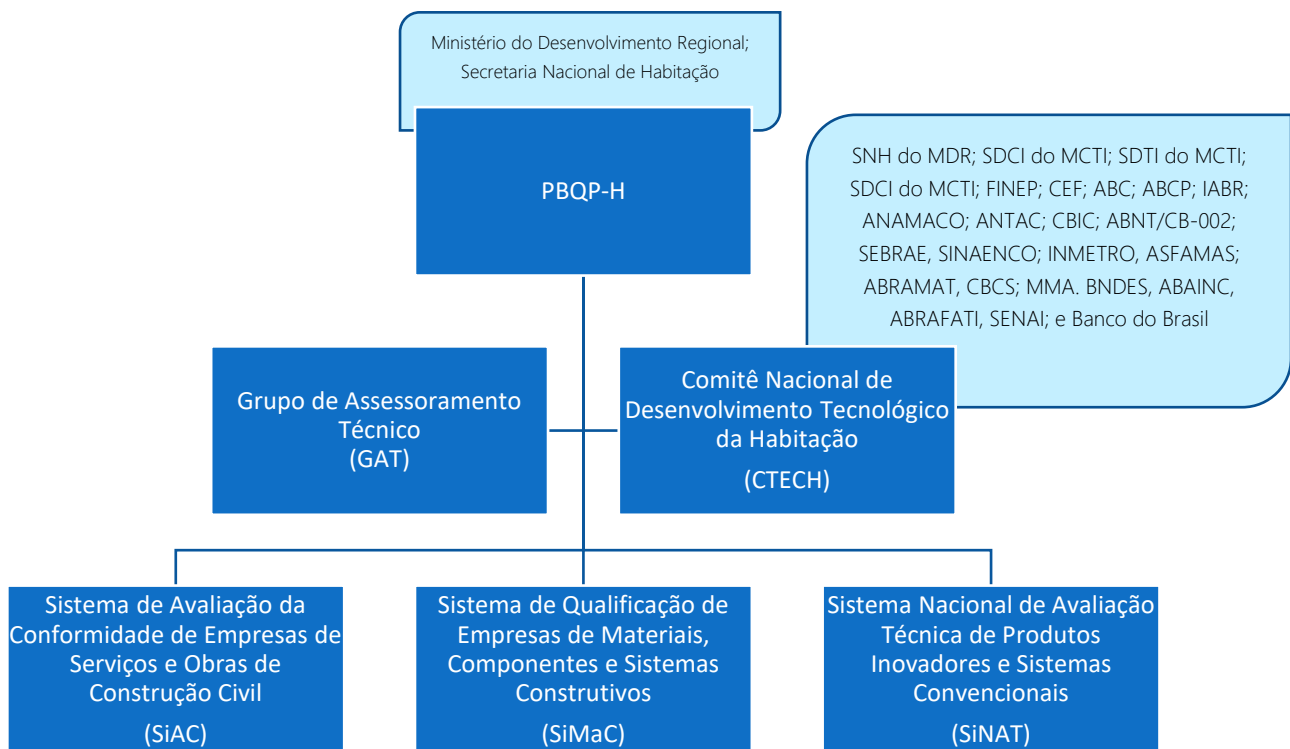 Ministério do Desenvolvimento Regional;
Secretaria Nacional de Habitação
PBQP-H
SNH do MDR; SDCI do MCTI; SDTI do MCTI;
SDCI do MCTI; FINEP; CEF; ABC; ABCP; IABR;
ANAMACO; ANTAC; CBIC; ABNT/CB-002;
SEBRAE, SINAENCO; INMETRO, ASFAMAS;
ABRAMAT, CBCS; MMA. BNDES, ABAINC,
ABRAFATI, SENAI; e Banco do Brasil
Grupo de Assessoramento
Técnico
(GAT)
Comitê Nacional de
Desenvolvimento Tecnológico
da Habitação
(CTECH)
Sistema de Avaliação da
Conformidade de Empresas de
Serviços e Obras de
Construção Civil
(SiAC)
Sistema de Qualificação de
Empresas de Materiais,
Componentes e Sistemas
Construtivos
(SiMaC)
Sistema Nacional de Avaliação
Técnica de Produtos
Inovadores e Sistemas
Convencionais
(SiNAT)